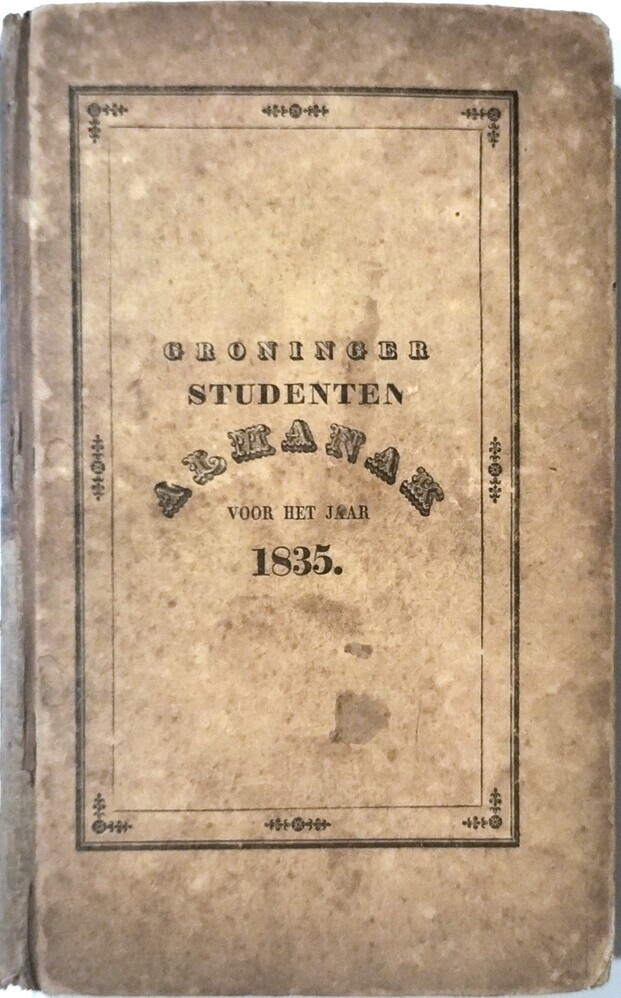 GRONINGER
STUDENTEN
ALMANAK
VOOR HET JAAR
1835.